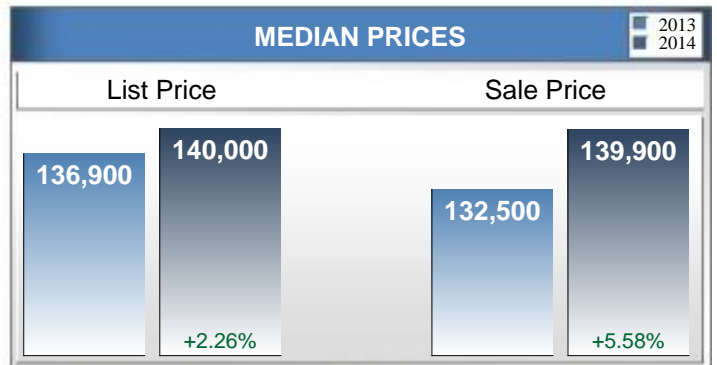 MEDIAN PRICES
2013
2014
List Price
Sale Price
136,900
140,000
132,500
139,900
+2.26%
+5.58%